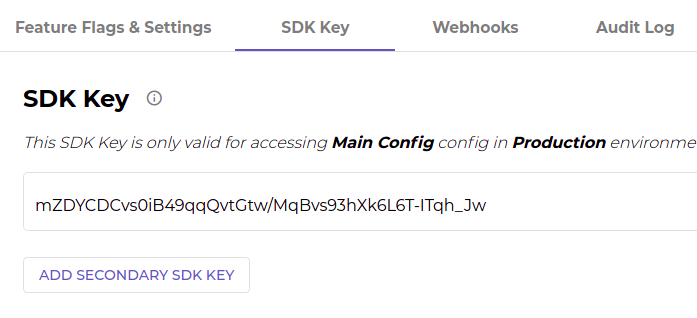 Feature Flags & Settings SDK Key Webhooks Audit Log
SDK Key
This SDK Key is only valid for accessing Main Config config in Production environme
mZDYCDCvs0iB49qqQvtGtw/MqBvs93hXk6L6T-ITqh_Jw
ADD SECONDARY SDK KEY